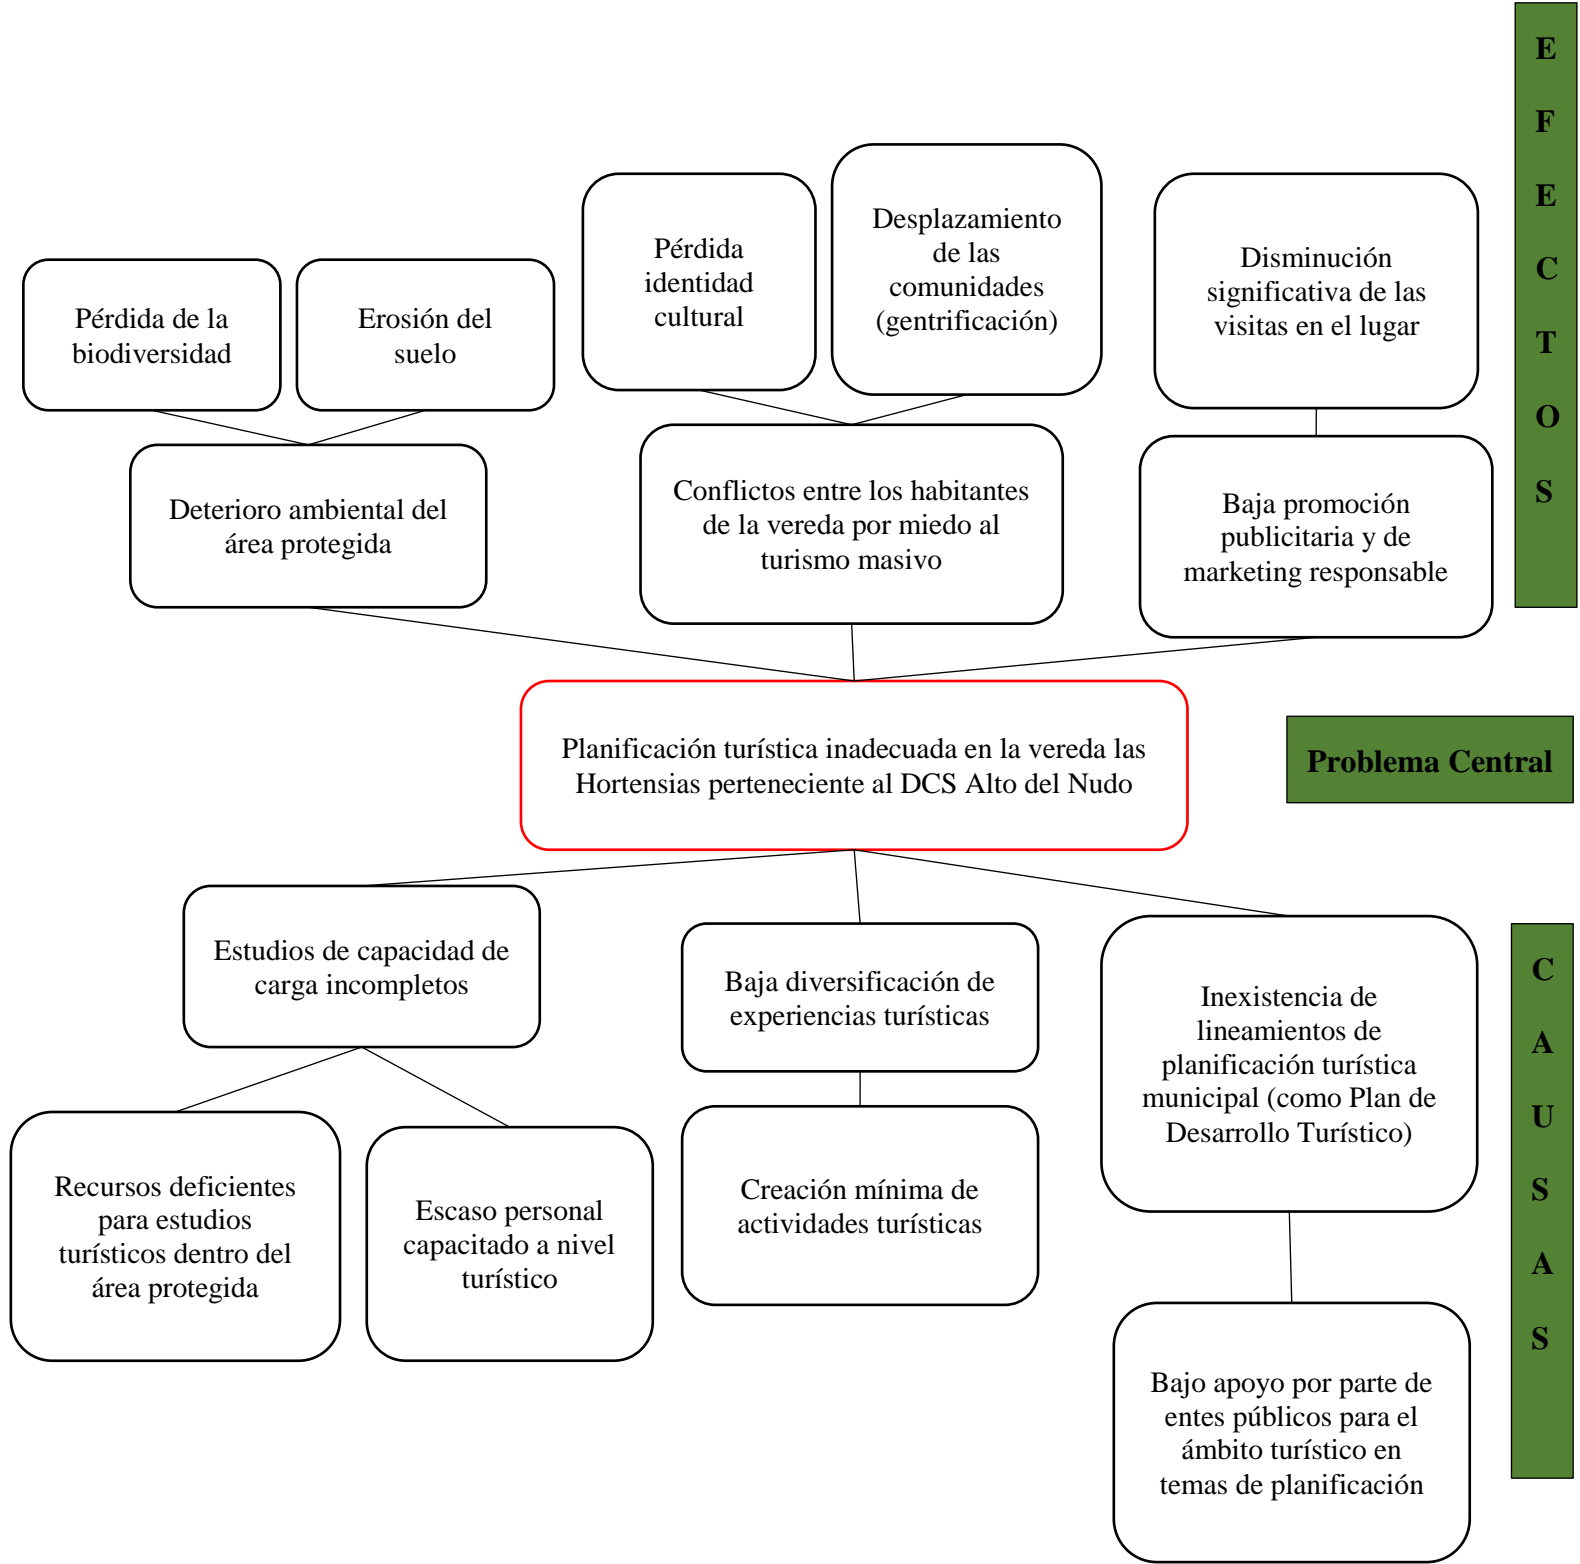 E
F
E
C
T
O
S
Pérdida de la
biodiversidad
Erosión del
suelo
Pérdida
identidad
cultural
Desplazamiento
de las
comunidades
(gentrificación)
Disminución
significativa de las
visitas en el lugar
Deterioro ambiental del
área protegida
Conflictos entre los habitantes
de la vereda por miedo al
turismo masivo
Baja promoción
publicitaria y de
marketing responsable
Planificación turística inadecuada en la vereda las
Hortensias perteneciente al DCS Alto del Nudo
Problema Central
Estudios de capacidad de
carga incompletos
Baja diversificación de
experiencias turísticas
Inexistencia de
lineamientos de
planificación turística
municipal (como Plan de
Desarrollo Turístico)
C
A
U
S
A
S
Recursos deficientes
para estudios
turísticos dentro del
área protegida
Escaso personal
capacitado a nivel
turístico
Creación mínima de
actividades turísticas
Bajo apoyo por parte de
entes públicos para el
ámbito turístico en
temas de planificación